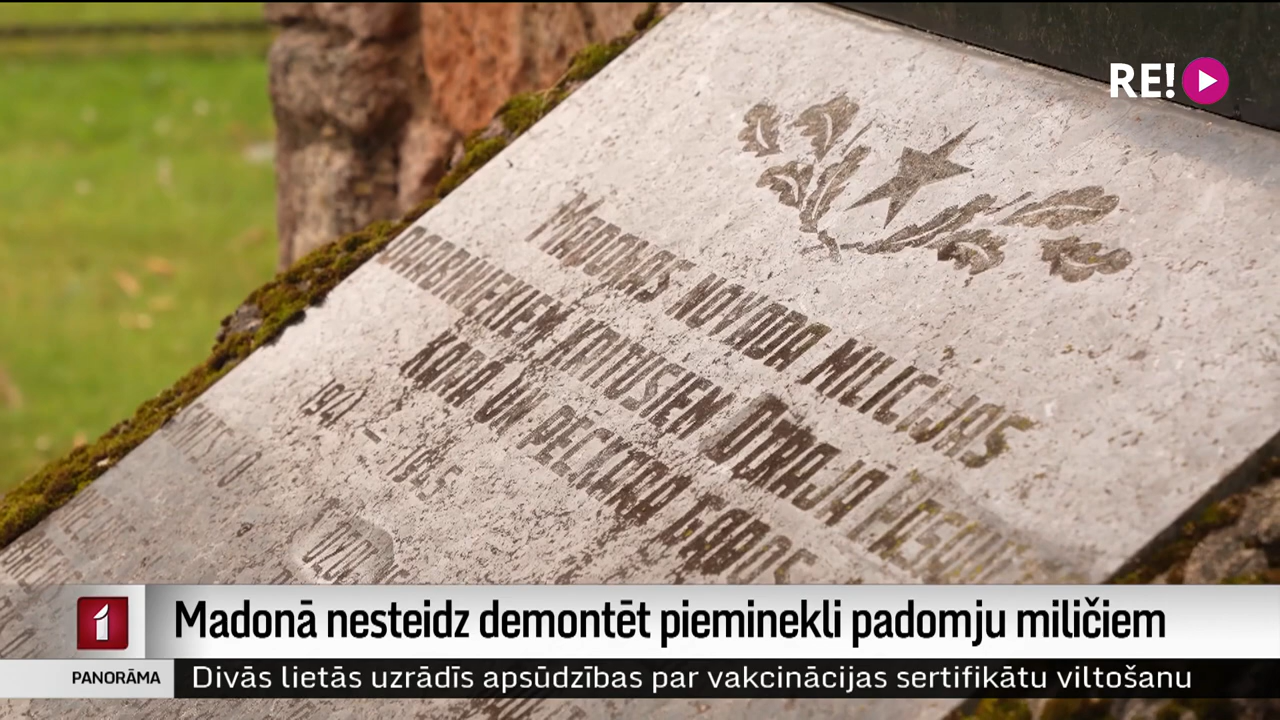 RE!
MADONAS NOVADA MILICIJAS
DARBINIEKIEM KRITUŠIEM OTRAJĀ PASAULES
KARĀ UN PĒCKARA GADOS
1941 – 1965
1
Madonā nesteidz demontēt pieminekli padomju miličiem
PANORĀMA
Divās lietās uzrādīs apsūdzības par vakcinācijas sertifikātu viltošanu